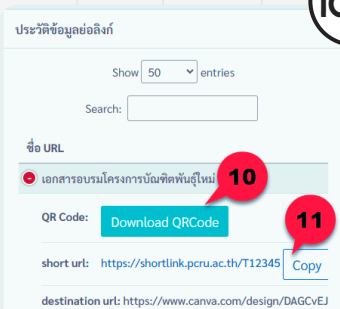 ประวัติข้อมูลย่อลิงก์
Show 50 entries
Search:
ชื่อ URL
เอกสารอบรมโครงการบัณฑิตพันธุ์ใหม่
10
QR Code: Download QRCode
11
short url: https://shortlink.pcru.ac.th/T12345 Copy
destination url: https://www.canva.com/design/DAGCvEJ